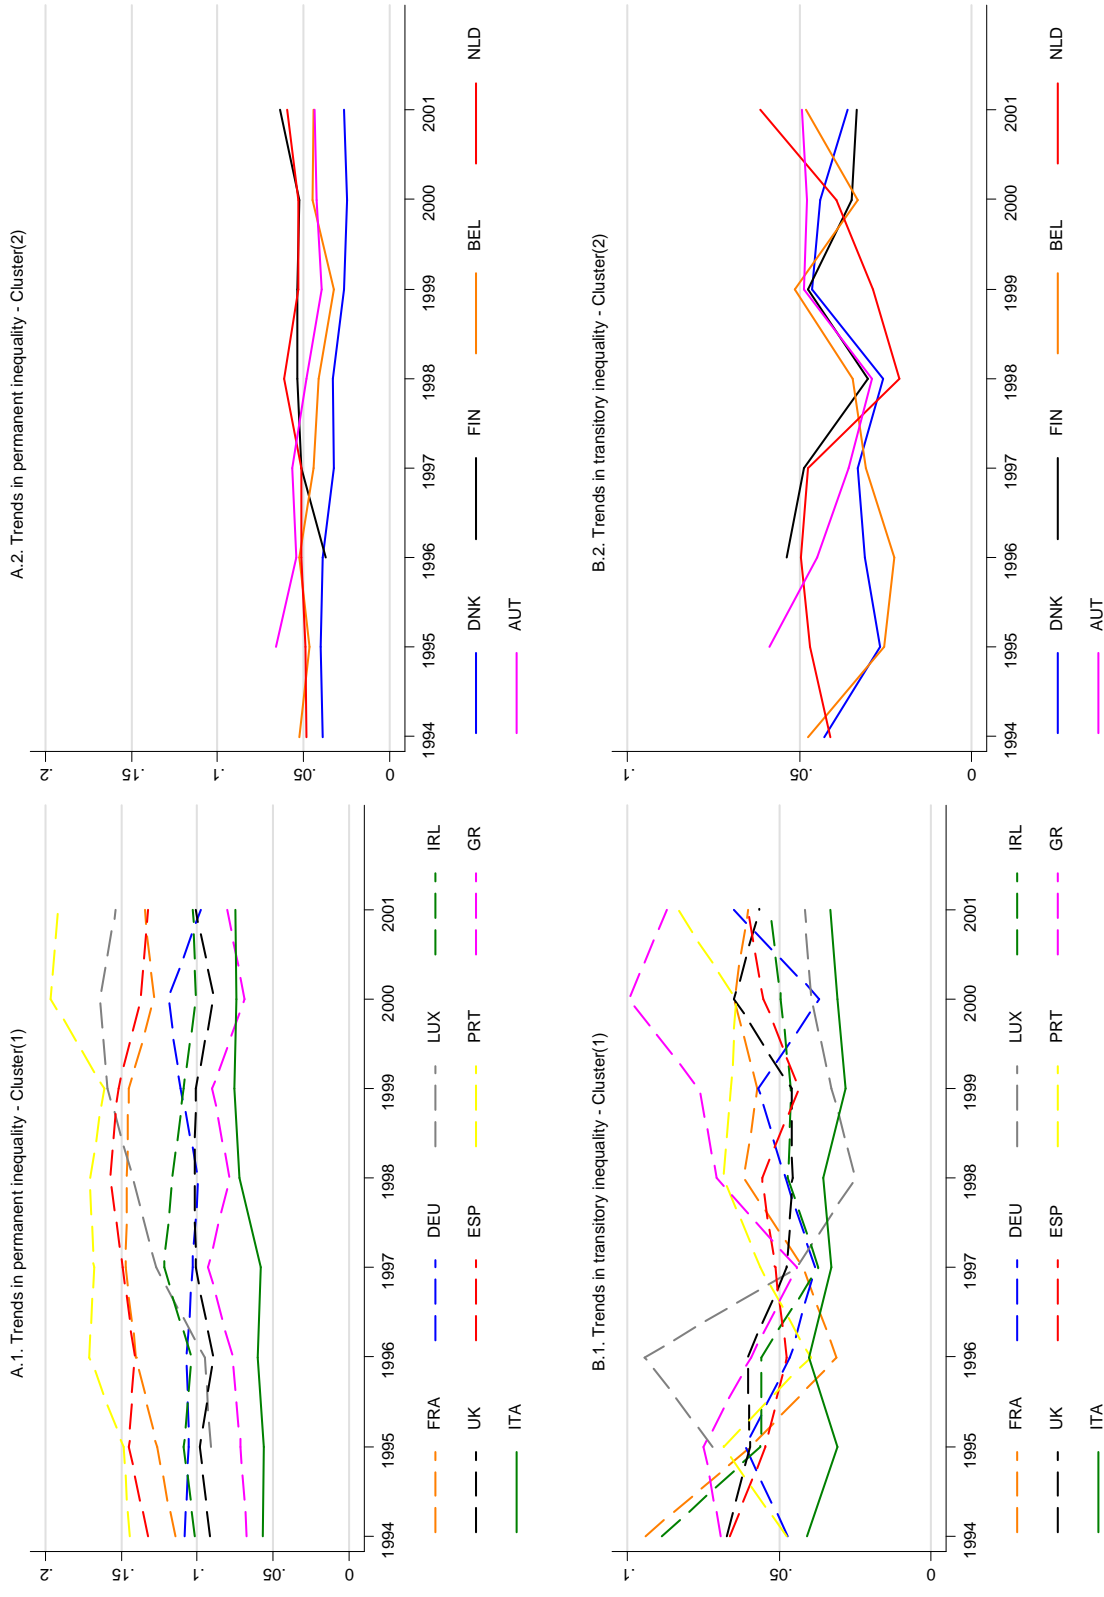 A.1. Trends in permanent inequality - Cluster(1)
.2
.15
.1
.05
0
1994 1995 1996 1997 1998 1999 2000 2001
FRA DEU LUX IRL
UK ESP PRT GR
ITA
A.2. Trends in permanent inequality - Cluster(2)
.2
.15
.1
.05
0
1994 1995 1996 1997 1998 1999 2000 2001
DNK FIN BEL NLD
AUT
B.1. Trends in transitory inequality - Cluster(1)
.1
.05
0
1994 1995 1996 1997 1998 1999 2000 2001
FRA DEU LUX IRL
UK ESP PRT GR
ITA
B.2. Trends in transitory inequality - Cluster(2)
.1
.05
0
1994 1995 1996 1997 1998 1999 2000 2001
DNK FIN BEL NLD
AUT